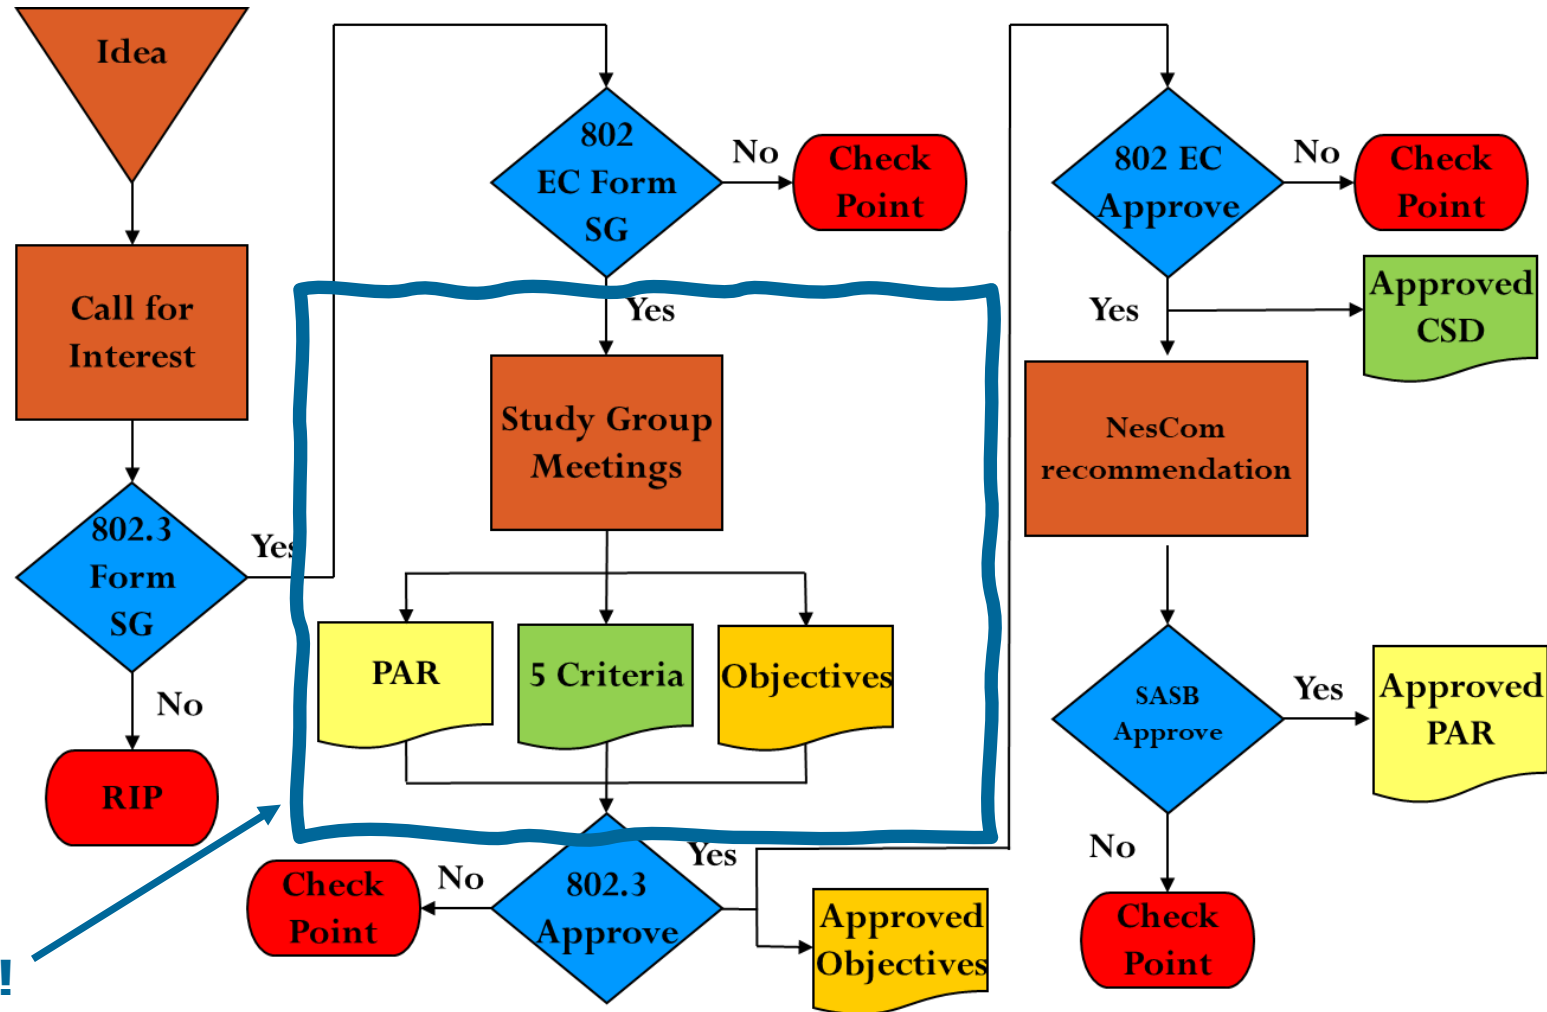 Idea
Call for
Interest
802.3
Form
SG
Yes
No
RIP
802
EC Form
SG
No
Check
Point
Yes
Study Group
Meetings
PAR
5 Criteria
Objectives
802.3
Approve
No
Check
Point
Yes
Approved
Objectives
802 EC
Approve
No
Check
Point
Yes
Approved
CSD
NesCom
recommendation
SASB
Approve
Yes
Approved
PAR
No
Check
Point
!